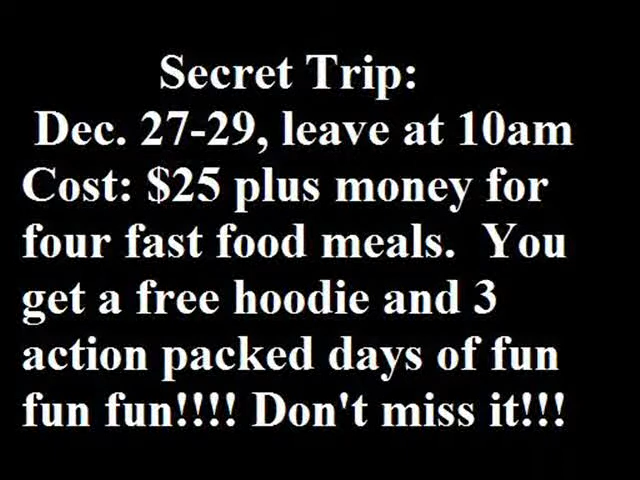 Secret Trip:
Dec. 27-29, leave at 10am
Cost: $25 plus money for
four fast food meals.  You
get a free hoodie and 3
action packed days of fun
fun fun!!!! Don't miss it!!!